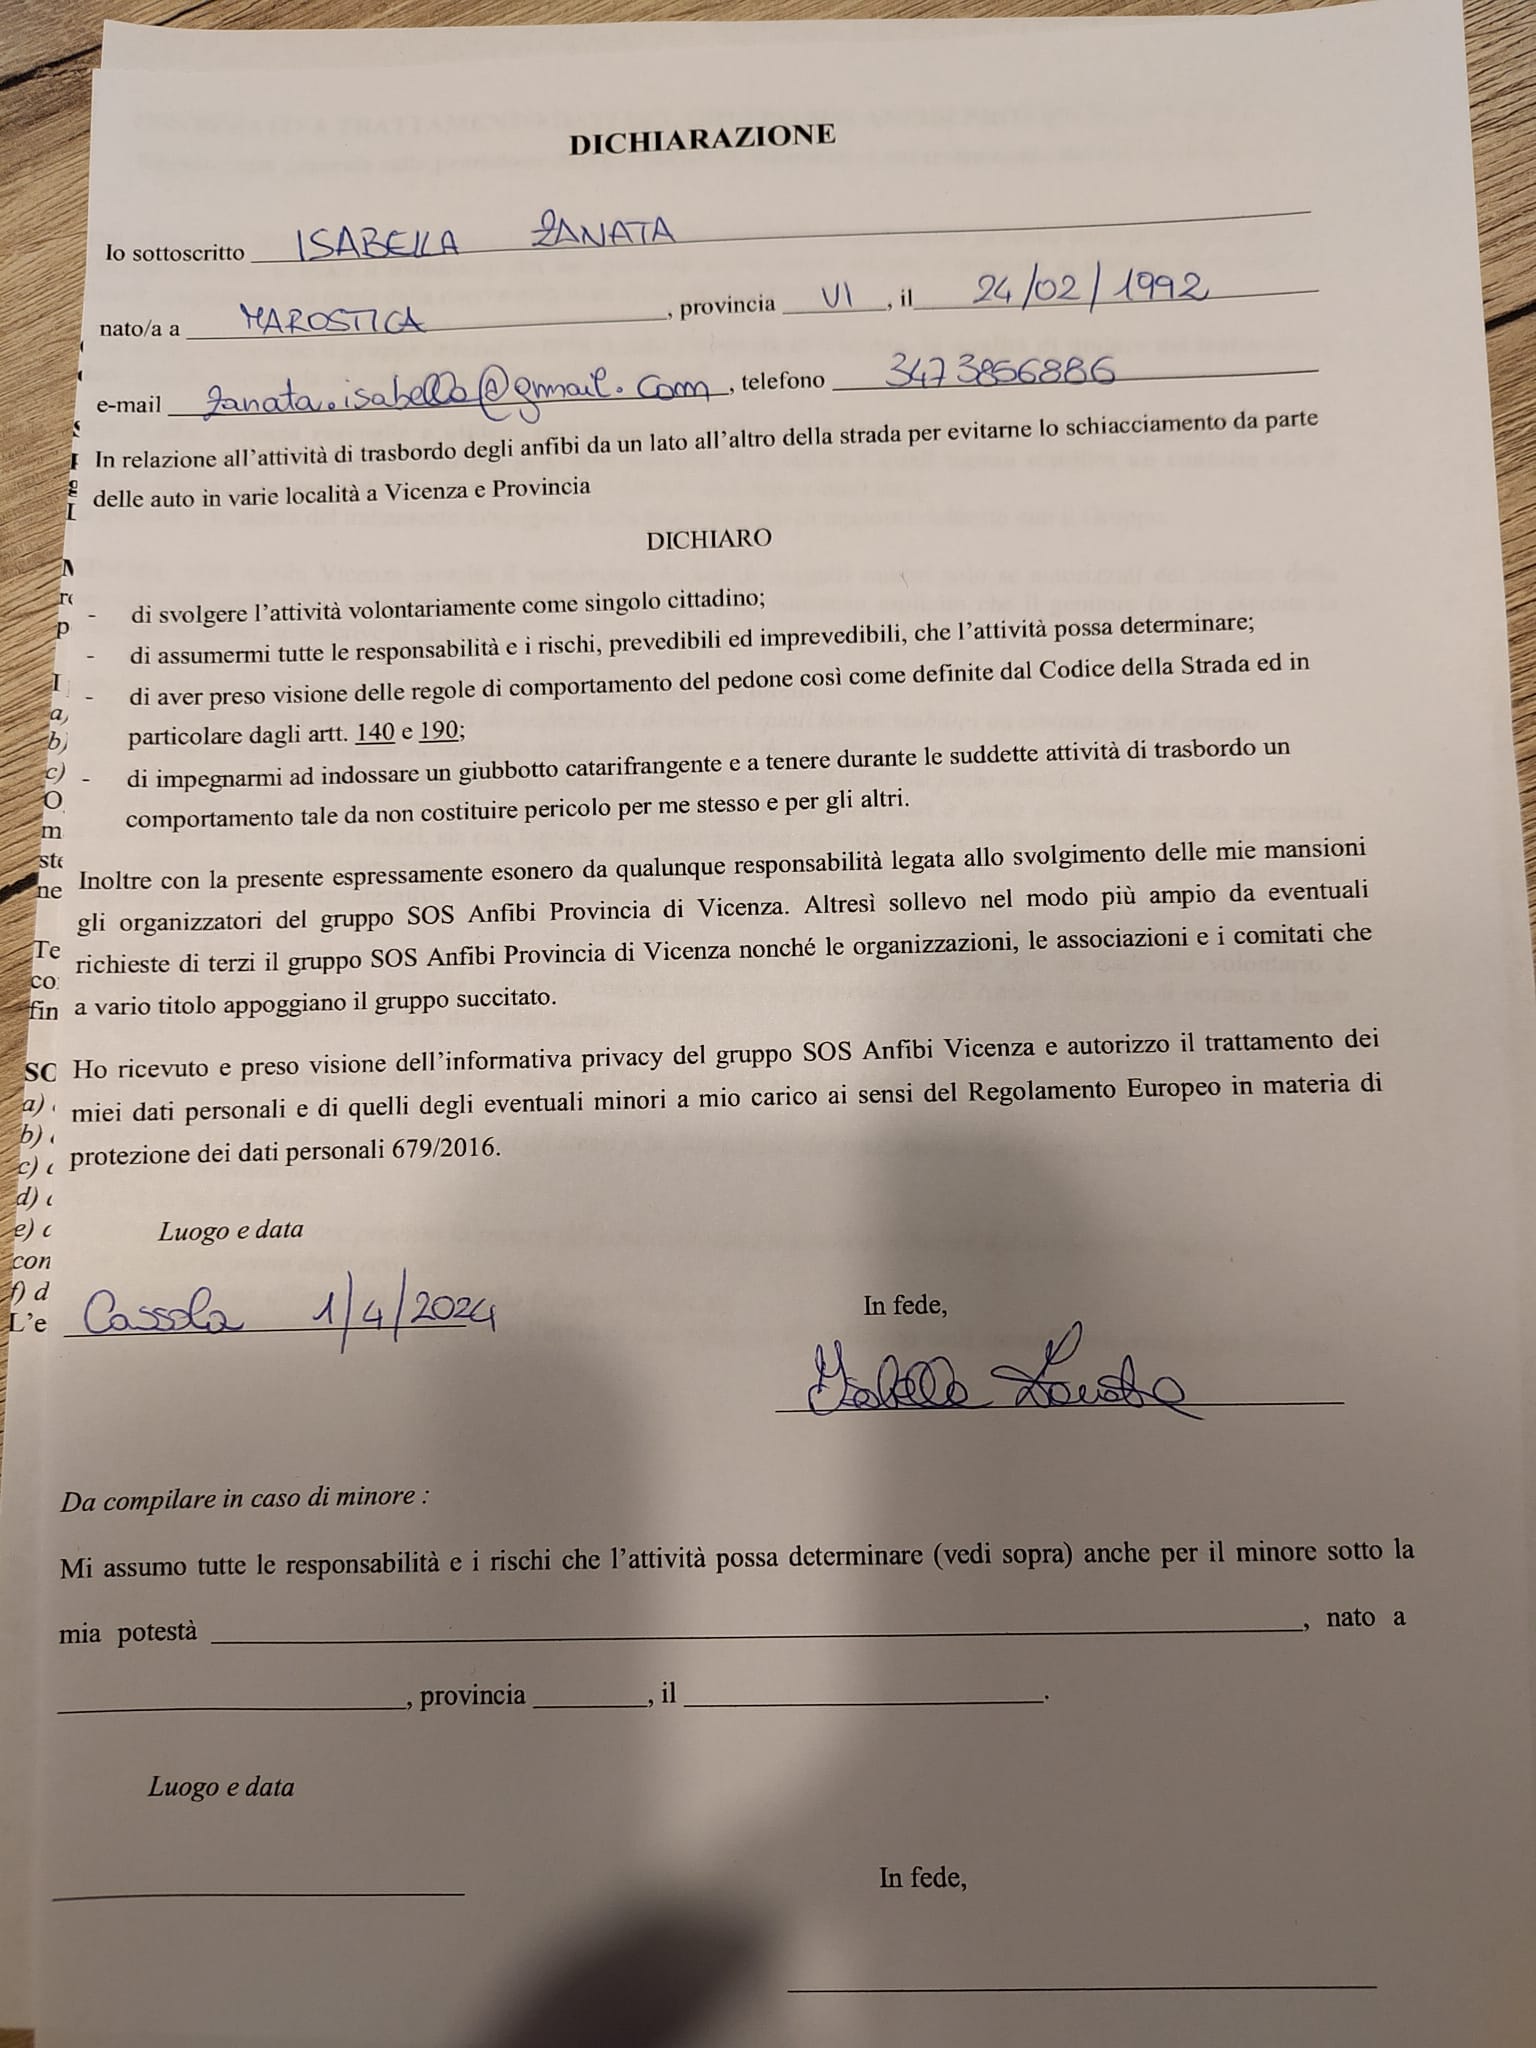 DICHIARAZIONE
Io sottoscritto ISABELLA ZANATA
nato/a a MAROSTICA, provincia VI, il 24/02/1992
e-mail zanata.isabella@gmail.com, telefono 3473856886
In relazione all'attività di trasbordo degli anfibi da un lato all'altro della strada per evitarne lo schiacciamento da parte
delle auto in varie località a Vicenza e Provincia
DICHIARO
- di svolgere l'attività volontariamente come singolo cittadino;
- di assumermi tutte le responsabilità e i rischi, prevedibili ed imprevedibili, che l'attività possa determinare;
- di aver preso visione delle regole di comportamento del pedone così come definite dal Codice della Strada ed in
particolare dagli artt. 140 e 190;
- di impegnarmi ad indossare un giubbotto catarifrangente e a tenere durante le suddette attività di trasbordo un
comportamento tale da non costituire pericolo per me stesso e per gli altri.
Inoltre con la presente espressamente esonero da qualunque responsabilità legata allo svolgimento delle mie mansioni
gli organizzatori del gruppo SOS Anfibi Provincia di Vicenza. Altresì sollevo nel modo più ampio da eventuali
richieste di terzi il gruppo SOS Anfibi Provincia di Vicenza nonché le organizzazioni, le associazioni e i comitati che
a vario titolo appoggiano il gruppo succitato.
Ho ricevuto e preso visione dell'informativa privacy del gruppo SOS Anfibi Vicenza e autorizzo il trattamento dei
miei dati personali e di quelli degli eventuali minori a mio carico ai sensi del Regolamento Europeo in materia di
protezione dei dati personali 679/2016.
Luogo e data
Cassola 1/4/2024
In fede,
Isabella Zanata
Da compilare in caso di minore :
Mi assumo tutte le responsabilità e i rischi che l'attività possa determinare (vedi sopra) anche per il minore sotto la
mia potestà , nato a
, provincia , il .
Luogo e data
In fede,